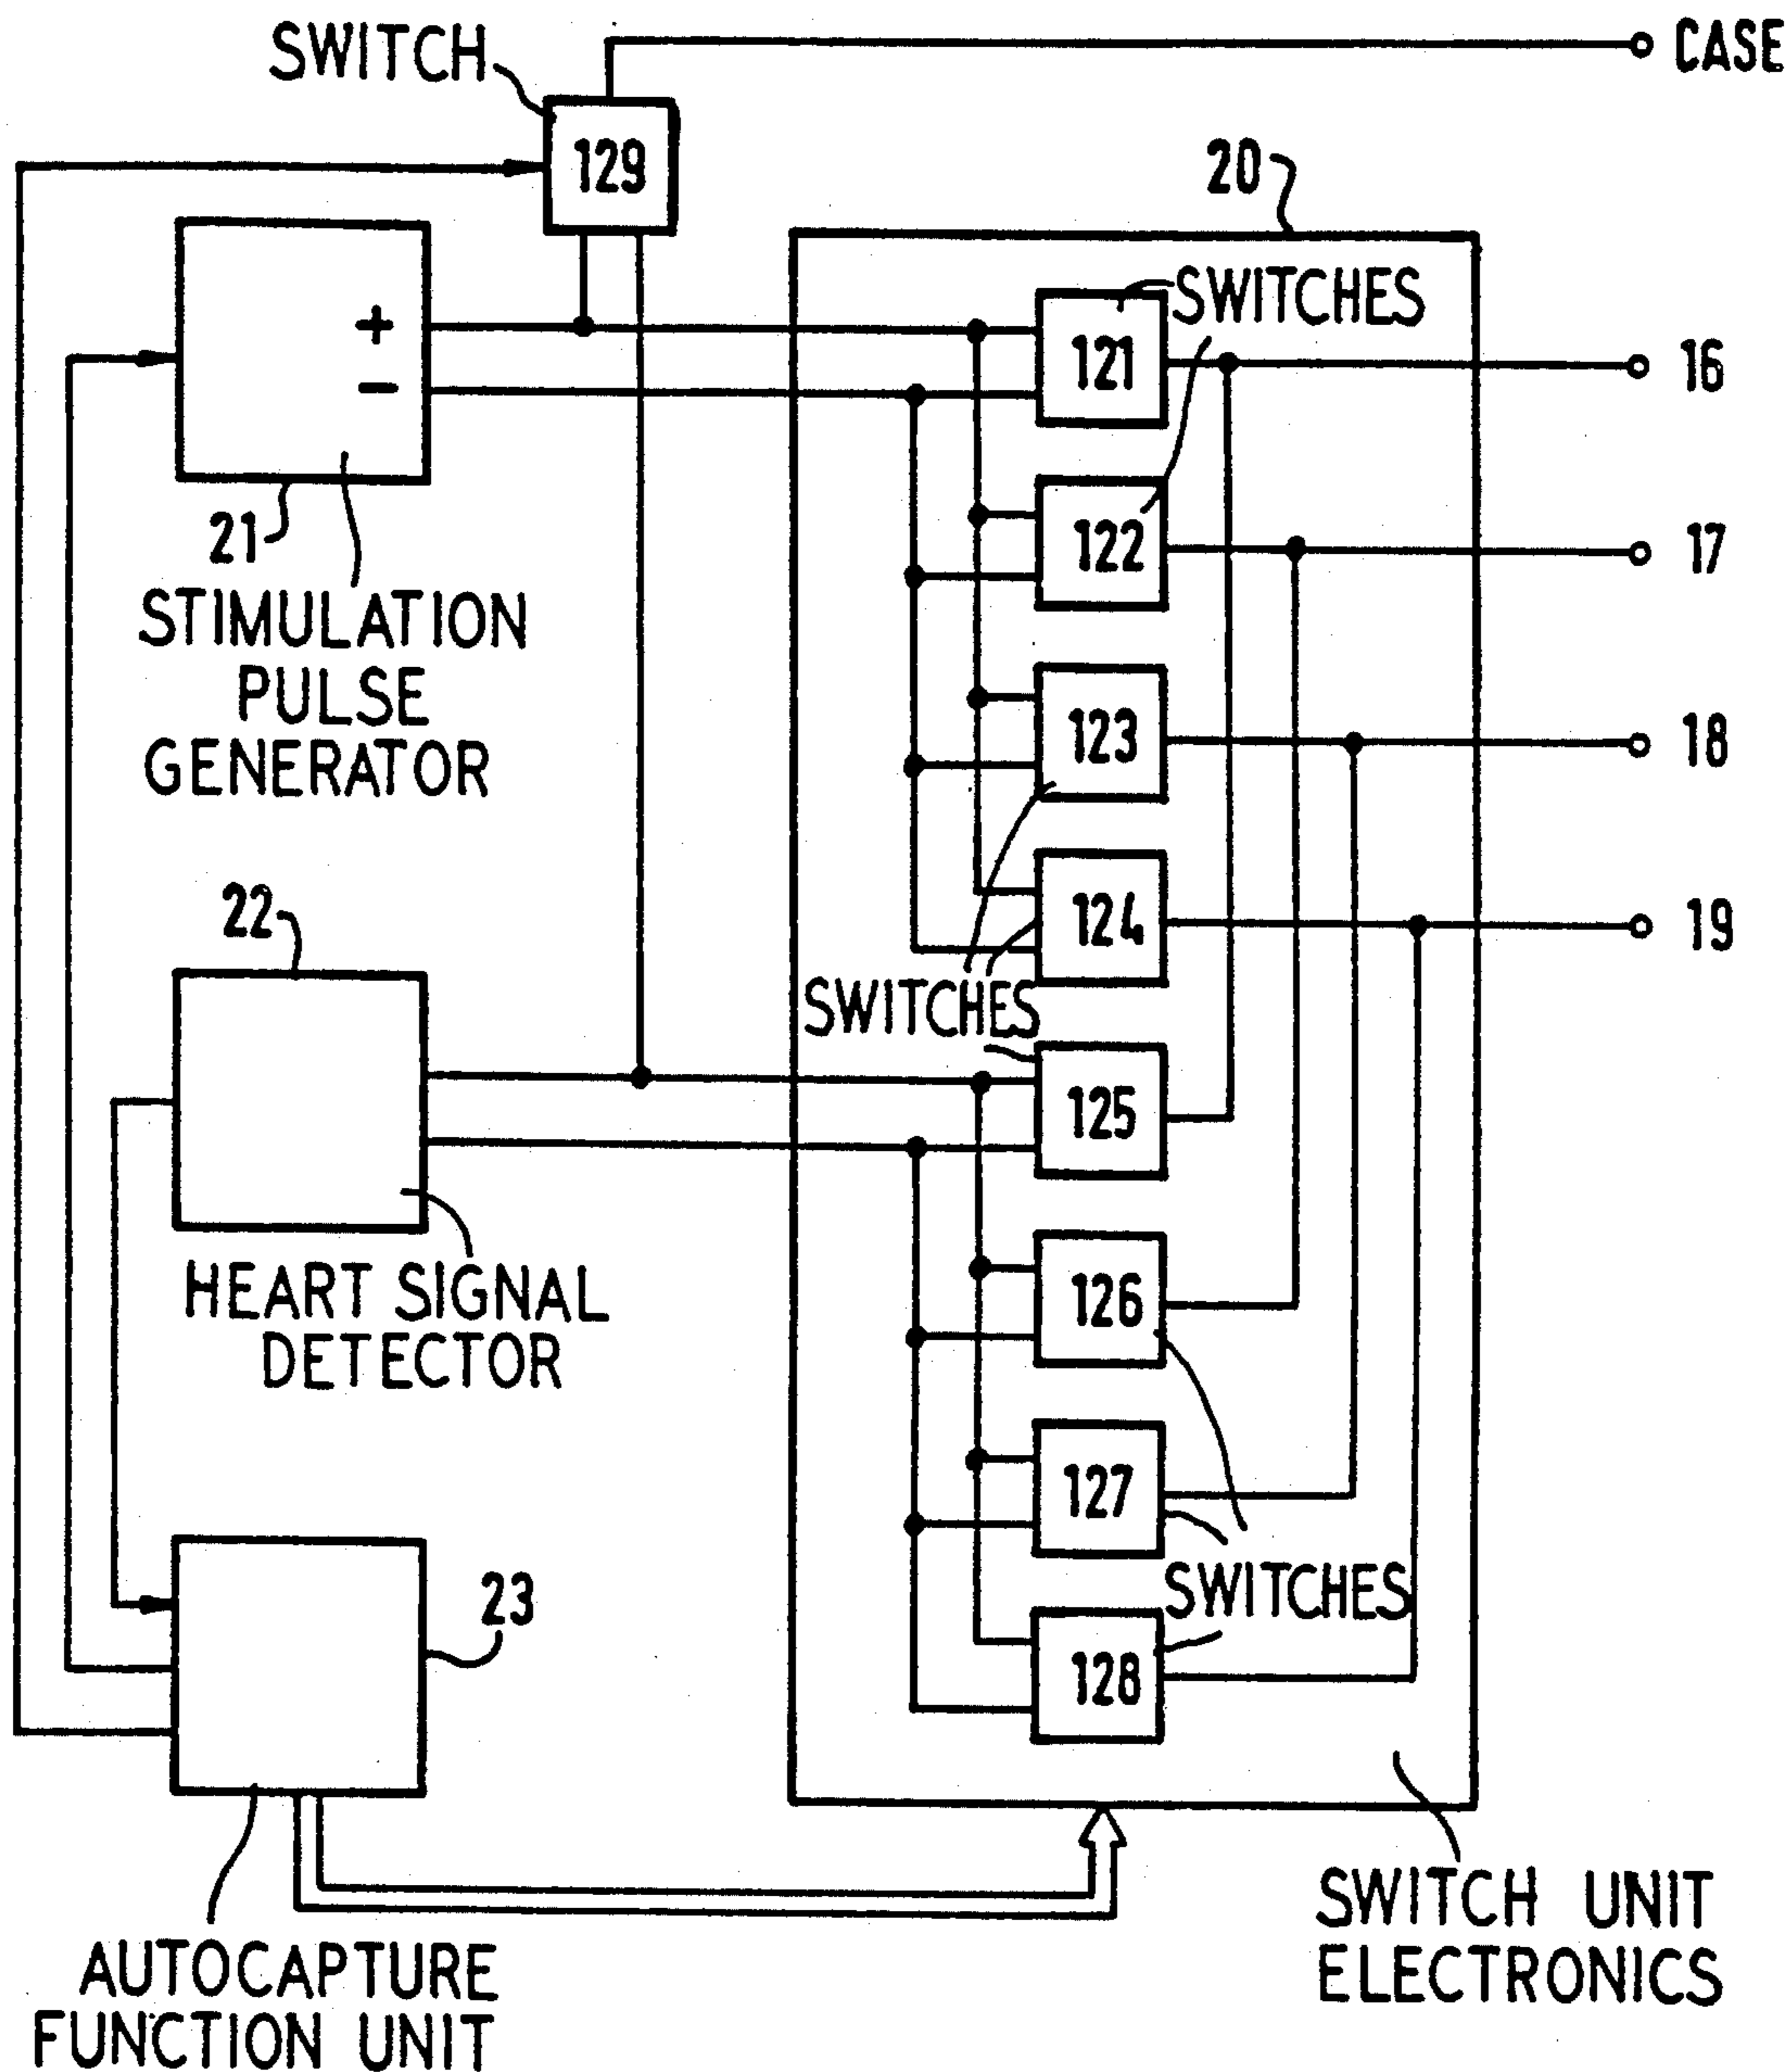 SWITCH
CASE
129
20
+
−
SWITCHES
121
16
122
17
21
STIMULATION
PULSE
GENERATOR
123
18
22
124
19
SWITCHES
125
HEART SIGNAL
DETECTOR
126
127
23
SWITCHES
128
SWITCH UNIT
ELECTRONICS
AUTOCAPTURE
FUNCTION UNIT